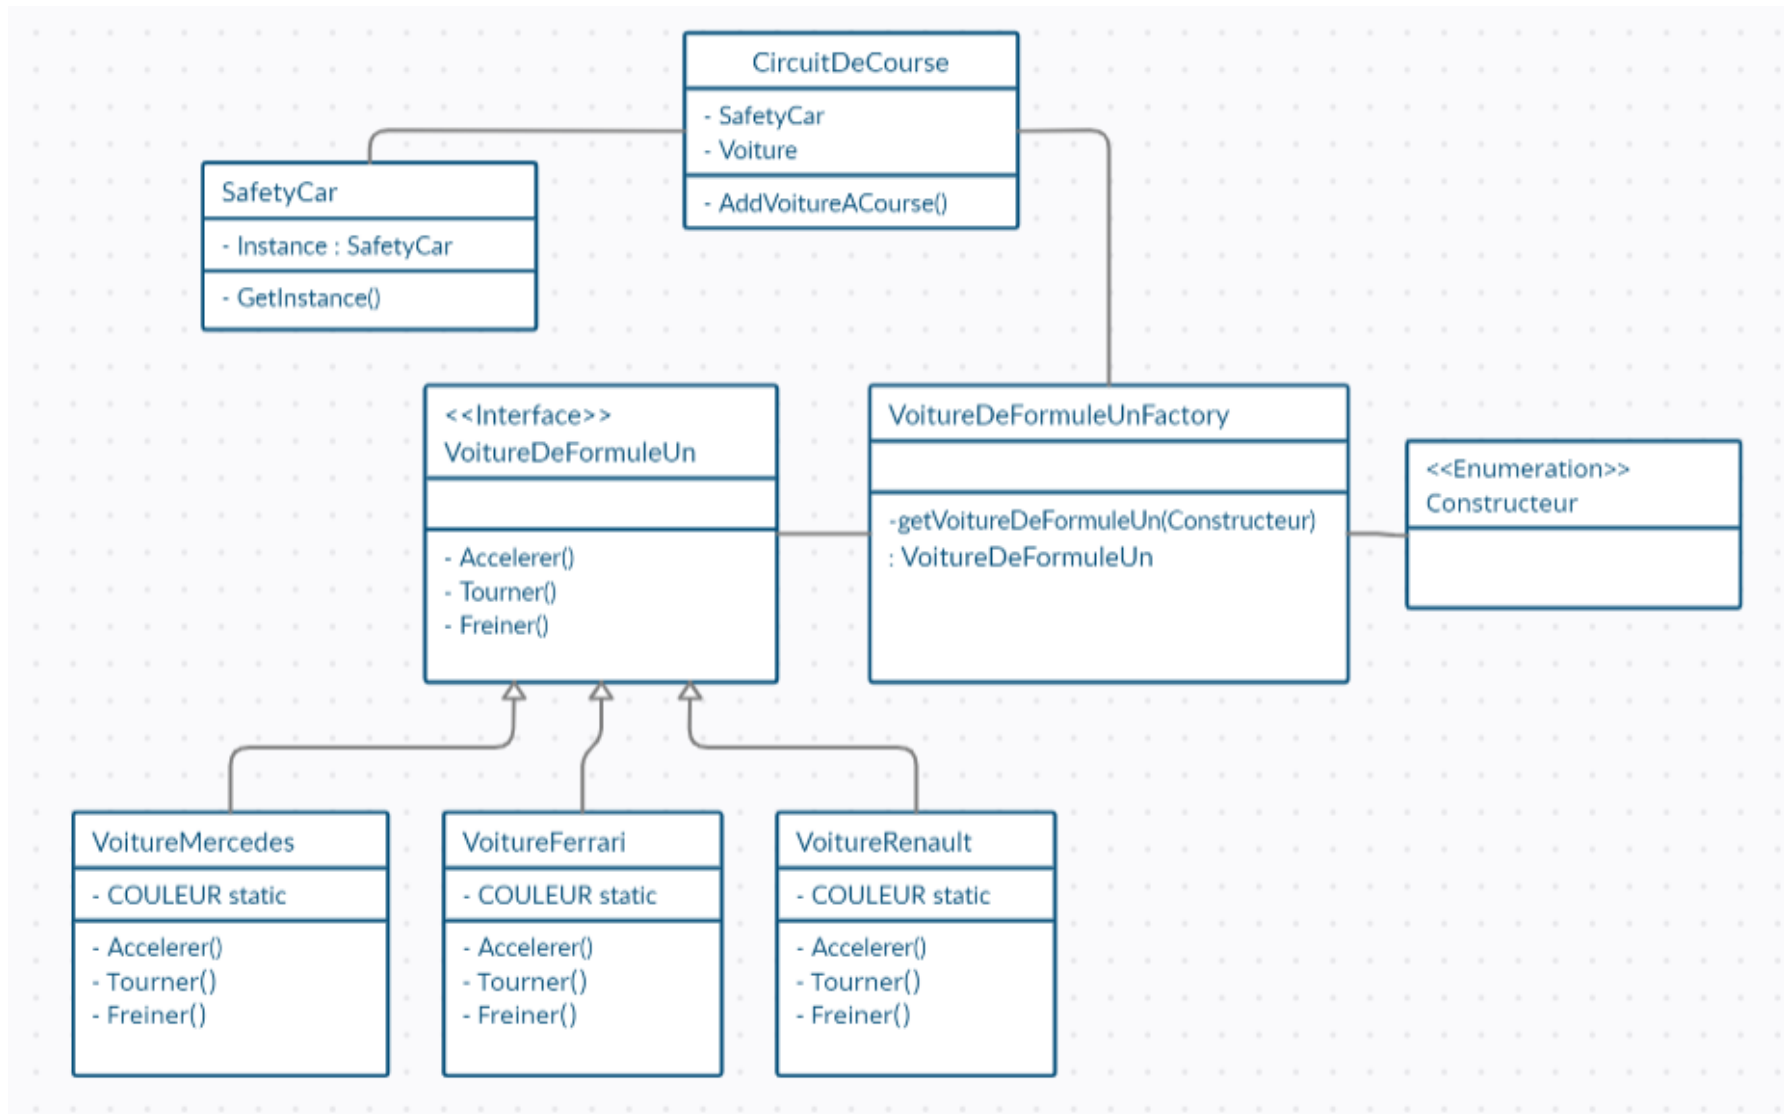 CircuitDeCourse
- SafetyCar
- Voiture
- AddVoitureACourse()
SafetyCar
- Instance : SafetyCar
- GetInstance()
<<Interface>>
VoitureDeFormuleUn
- Accelerer()
- Tourner()
- Freiner()
VoitureDeFormuleUnFactory
-getVoitureDeFormuleUn(Constructeur)
: VoitureDeFormuleUn
<<Enumeration>>
Constructeur
VoitureMercedes
- COULEUR static
- Accelerer()
- Tourner()
- Freiner()
VoitureFerrari
- COULEUR static
- Accelerer()
- Tourner()
- Freiner()
VoitureRenault
- COULEUR static
- Accelerer()
- Tourner()
- Freiner()